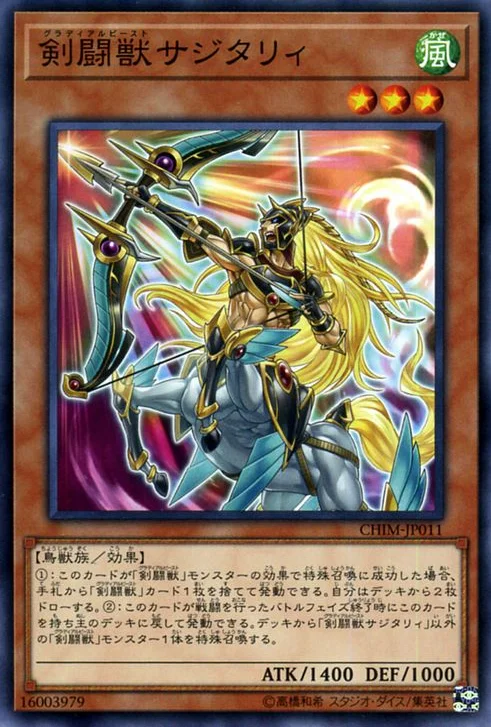 剣闘獣サジタリィ
グラディアルビースト
風
かぜ
CHIM-JP011
【鳥獣族／効果】
①：このカードが「剣闘獣」モンスターの効果で特殊召喚に成功した場合、
手札から「剣闘獣」カード1枚を捨てて発動できる。自分はデッキから2枚
ドローする。②：このカードが戦闘を行ったバトルフェイズ終了時にこのカード
を持ち主のデッキに戻して発動できる。デッキから「剣闘獣サジタリィ」以外
の「剣闘獣」モンスター1体を特殊召喚する。
ATK/1400 DEF/1000
16003979
©高橋和希 スタジオ・ダイス/集英社